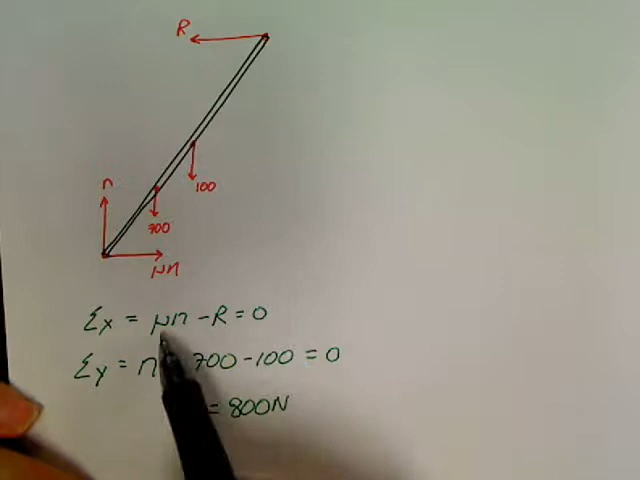 R
100
n
700
μn
Σx = μn - R = 0
Σy = n 700 - 100 = 0
= 800N